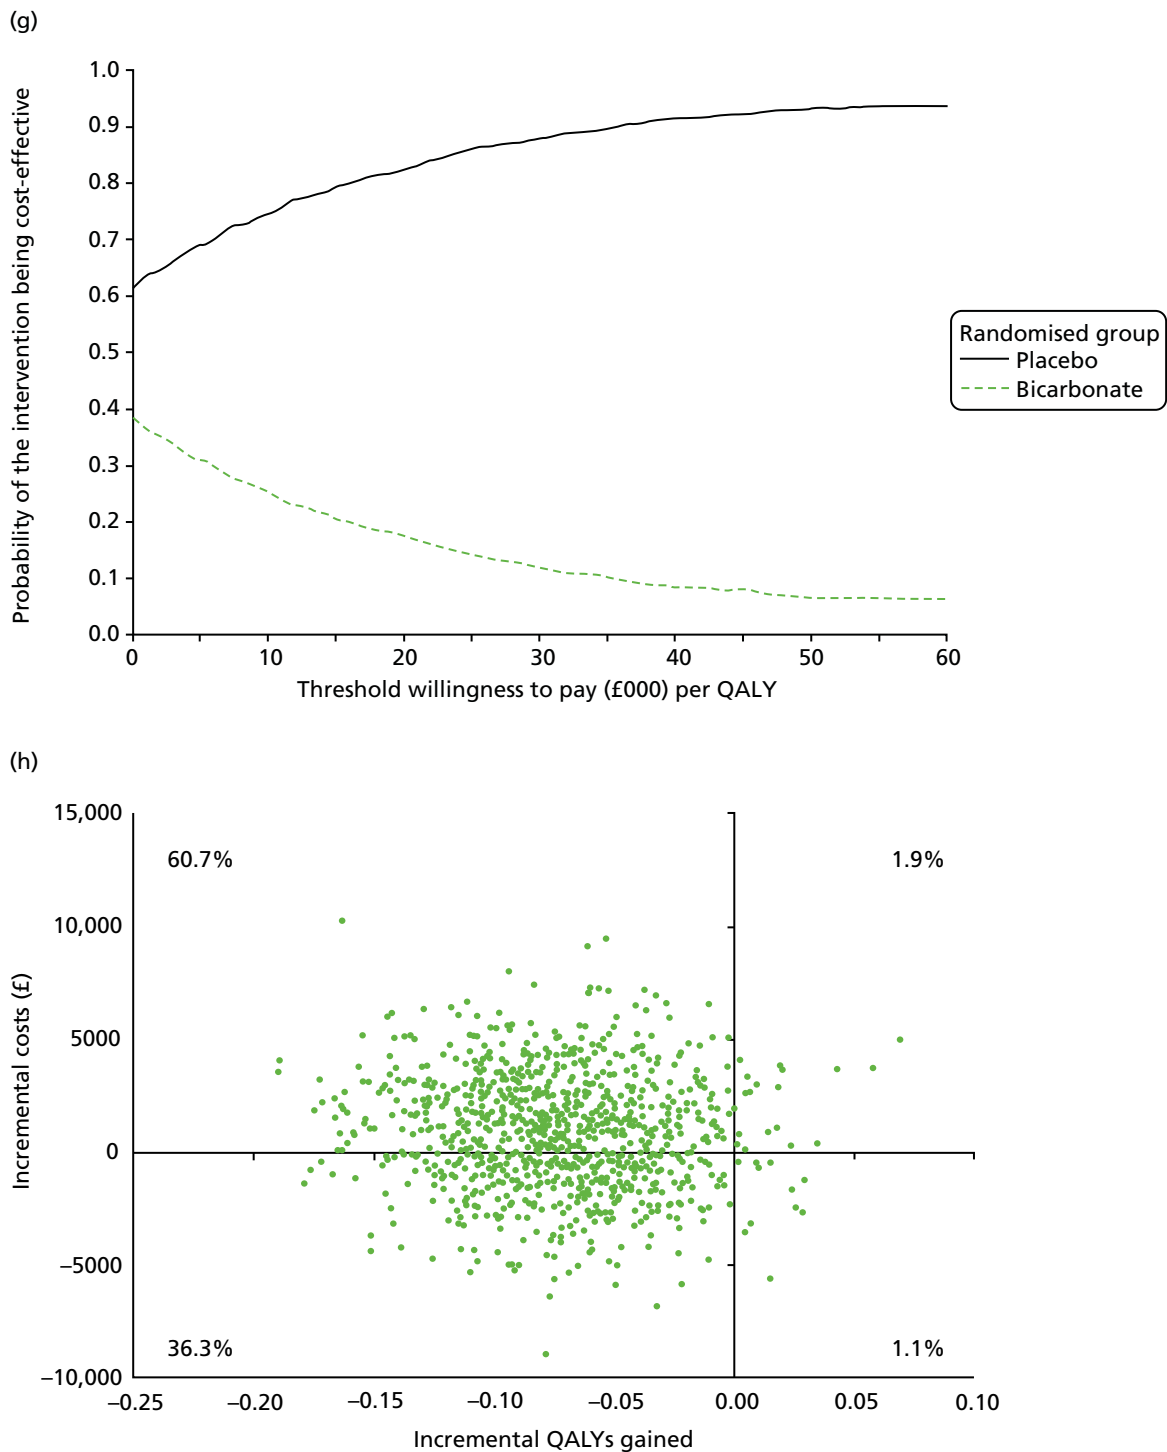 (g)
Probability of the intervention being cost-effective
1.0
0.9
0.8
0.7
0.6
0.5
0.4
0.3
0.2
0.1
0.0
0 10 20 30 40 50 60
Threshold willingness to pay (£000) per QALY
Randomised group
Placebo
Bicarbonate
(h)
Incremental costs (£)
15,000
10,000
5000
0
−5000
−10,000
60.7%
1.9%
36.3%
1.1%
−0.25 −0.20 −0.15 −0.10 −0.05 0.00 0.05 0.10
Incremental QALYs gained